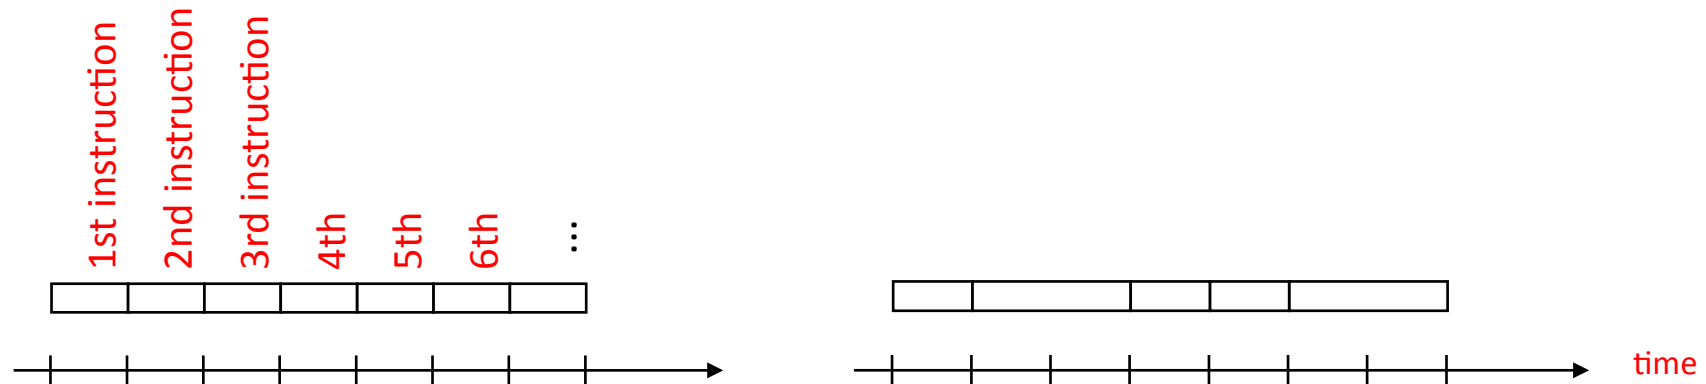 1st instruction
2nd instruction
3rd instruction
4th
5th
6th
...
time